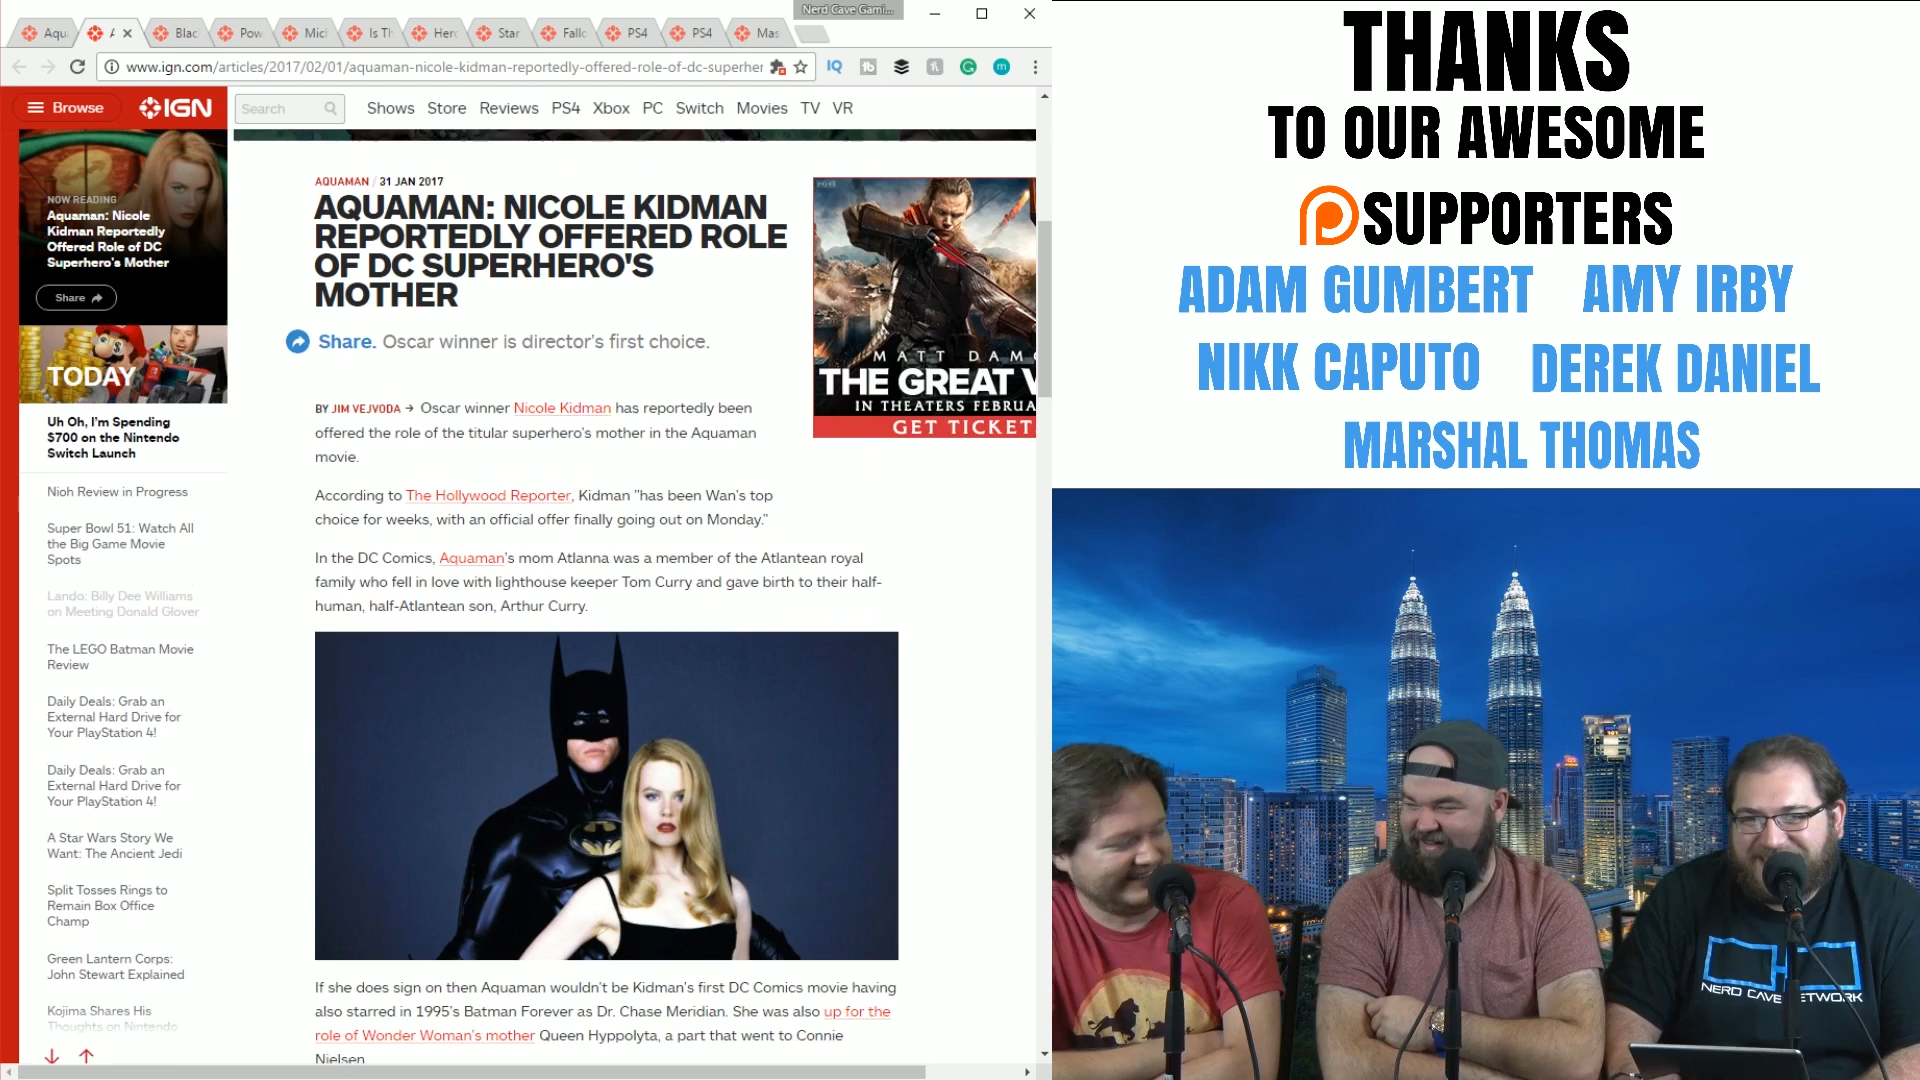 Nerd Cave Gami...
Aqu
A
Blac
Pow
Micl
Is Th
Hero
Star
Fallc
PS4
PS4
Mas
www.ign.com/articles/2017/02/01/aquaman-nicole-kidman-reportedly-offered-role-of-dc-superher
IQ
Browse
IGN
Search
Shows Store Reviews PS4 Xbox PC Switch Movies TV VR
NOW READING
Aquaman: Nicole
Kidman Reportedly
Offered Role of DC
Superhero's Mother
Share
TODAY
Uh Oh, I'm Spending
$700 on the Nintendo
Switch Launch
Nioh Review in Progress
Super Bowl 51: Watch All
the Big Game Movie
Spots
Lando: Billy Dee Williams
on Meeting Donald Glover
The LEGO Batman Movie
Review
Daily Deals: Grab an
External Hard Drive for
Your PlayStation 4!
Daily Deals: Grab an
External Hard Drive for
Your PlayStation 4!
A Star Wars Story We
Want: The Ancient Jedi
Split Tosses Rings to
Remain Box Office
Champ
Green Lantern Corps:
John Stewart Explained
Kojima Shares His
Thoughts on Nintendo
AQUAMAN / 31 JAN 2017
AQUAMAN: NICOLE KIDMAN
REPORTEDLY OFFERED ROLE
OF DC SUPERHERO'S
MOTHER
Share. Oscar winner is director's first choice.
BY JIM VEJVODA → Oscar winner Nicole Kidman has reportedly been
offered the role of the titular superhero's mother in the Aquaman
movie.
According to The Hollywood Reporter, Kidman "has been Wan's top
choice for weeks, with an official offer finally going out on Monday."
In the DC Comics, Aquaman's mom Atlanna was a member of the Atlantean royal
family who fell in love with lighthouse keeper Tom Curry and gave birth to their half-
human, half-Atlantean son, Arthur Curry.
If she does sign on then Aquaman wouldn't be Kidman's first DC Comics movie having
also starred in 1995's Batman Forever as Dr. Chase Meridian. She was also up for the
role of Wonder Woman's mother Queen Hyppolyta, a part that went to Connie
Nielsen
MATT DAM
THE GREAT
IN THEATERS FEBRUA
GET TICKET
THANKS
TO OUR AWESOME
SUPPORTERS
ADAM GUMBERT AMY IRBY
NIKK CAPUTO DEREK DANIEL
MARSHAL THOMAS
NERD CAVE NETWORK